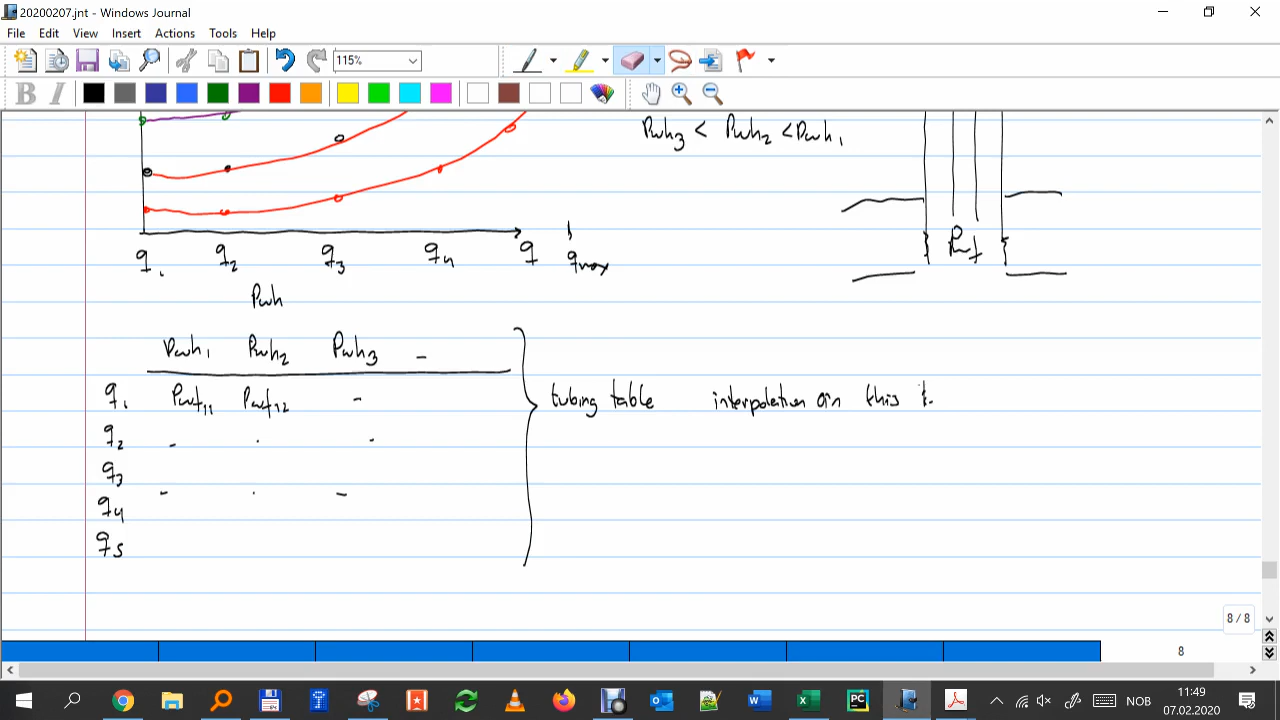 20200207.jnt - Windows Journal
File Edit View Insert Actions Tools Help
115%
B I
Pwh3 < Pwh2 < Pwh1
q1 q2 q3 q4 q qmax
Pwf
Pwh
Pwh1 Pwh2 Pwh3 -
q1 Pwf11 Pwf12 -
tubing table interpolation on this t
q2
q3
q4
q5
8 / 8
8
NOB
11:49
07.02.2020